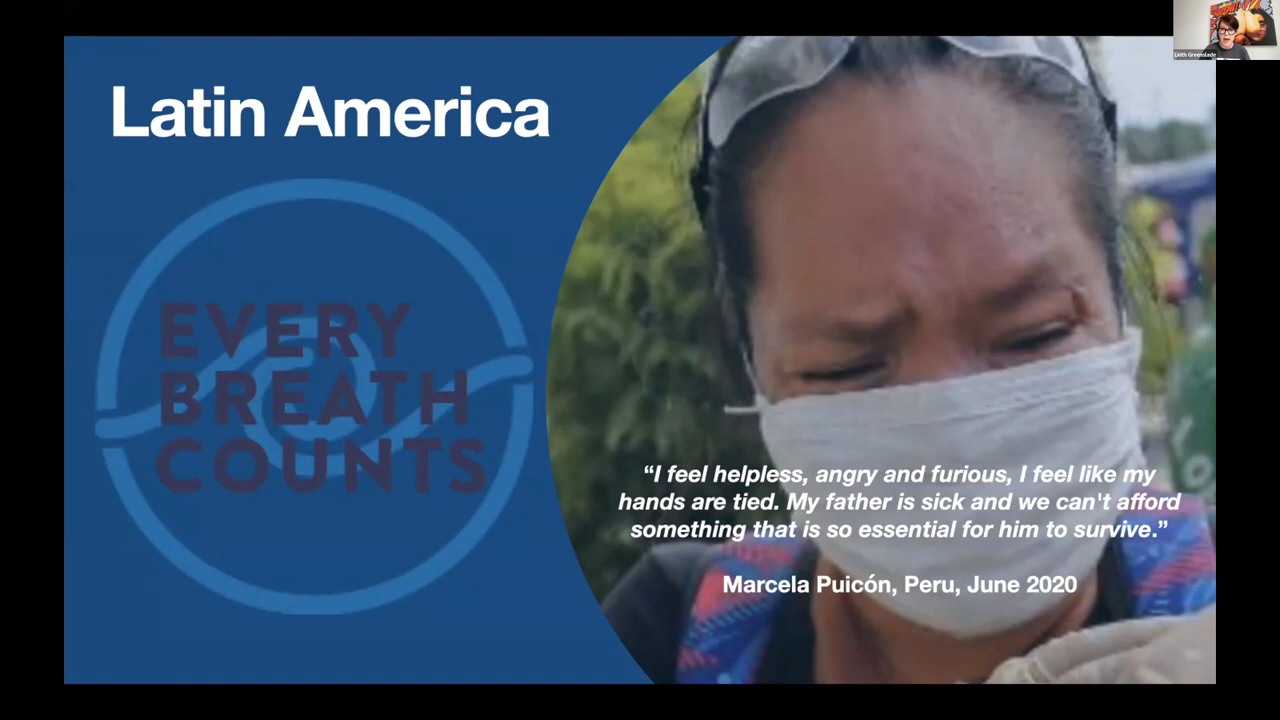 Latin America
EVERY
BREATH
COUNTS
“I feel helpless, angry and furious, I feel like my
hands are tied. My father is sick and we can't afford
something that is so essential for him to survive.”
Marcela Puicón, Peru, June 2020
Leith Greenslade